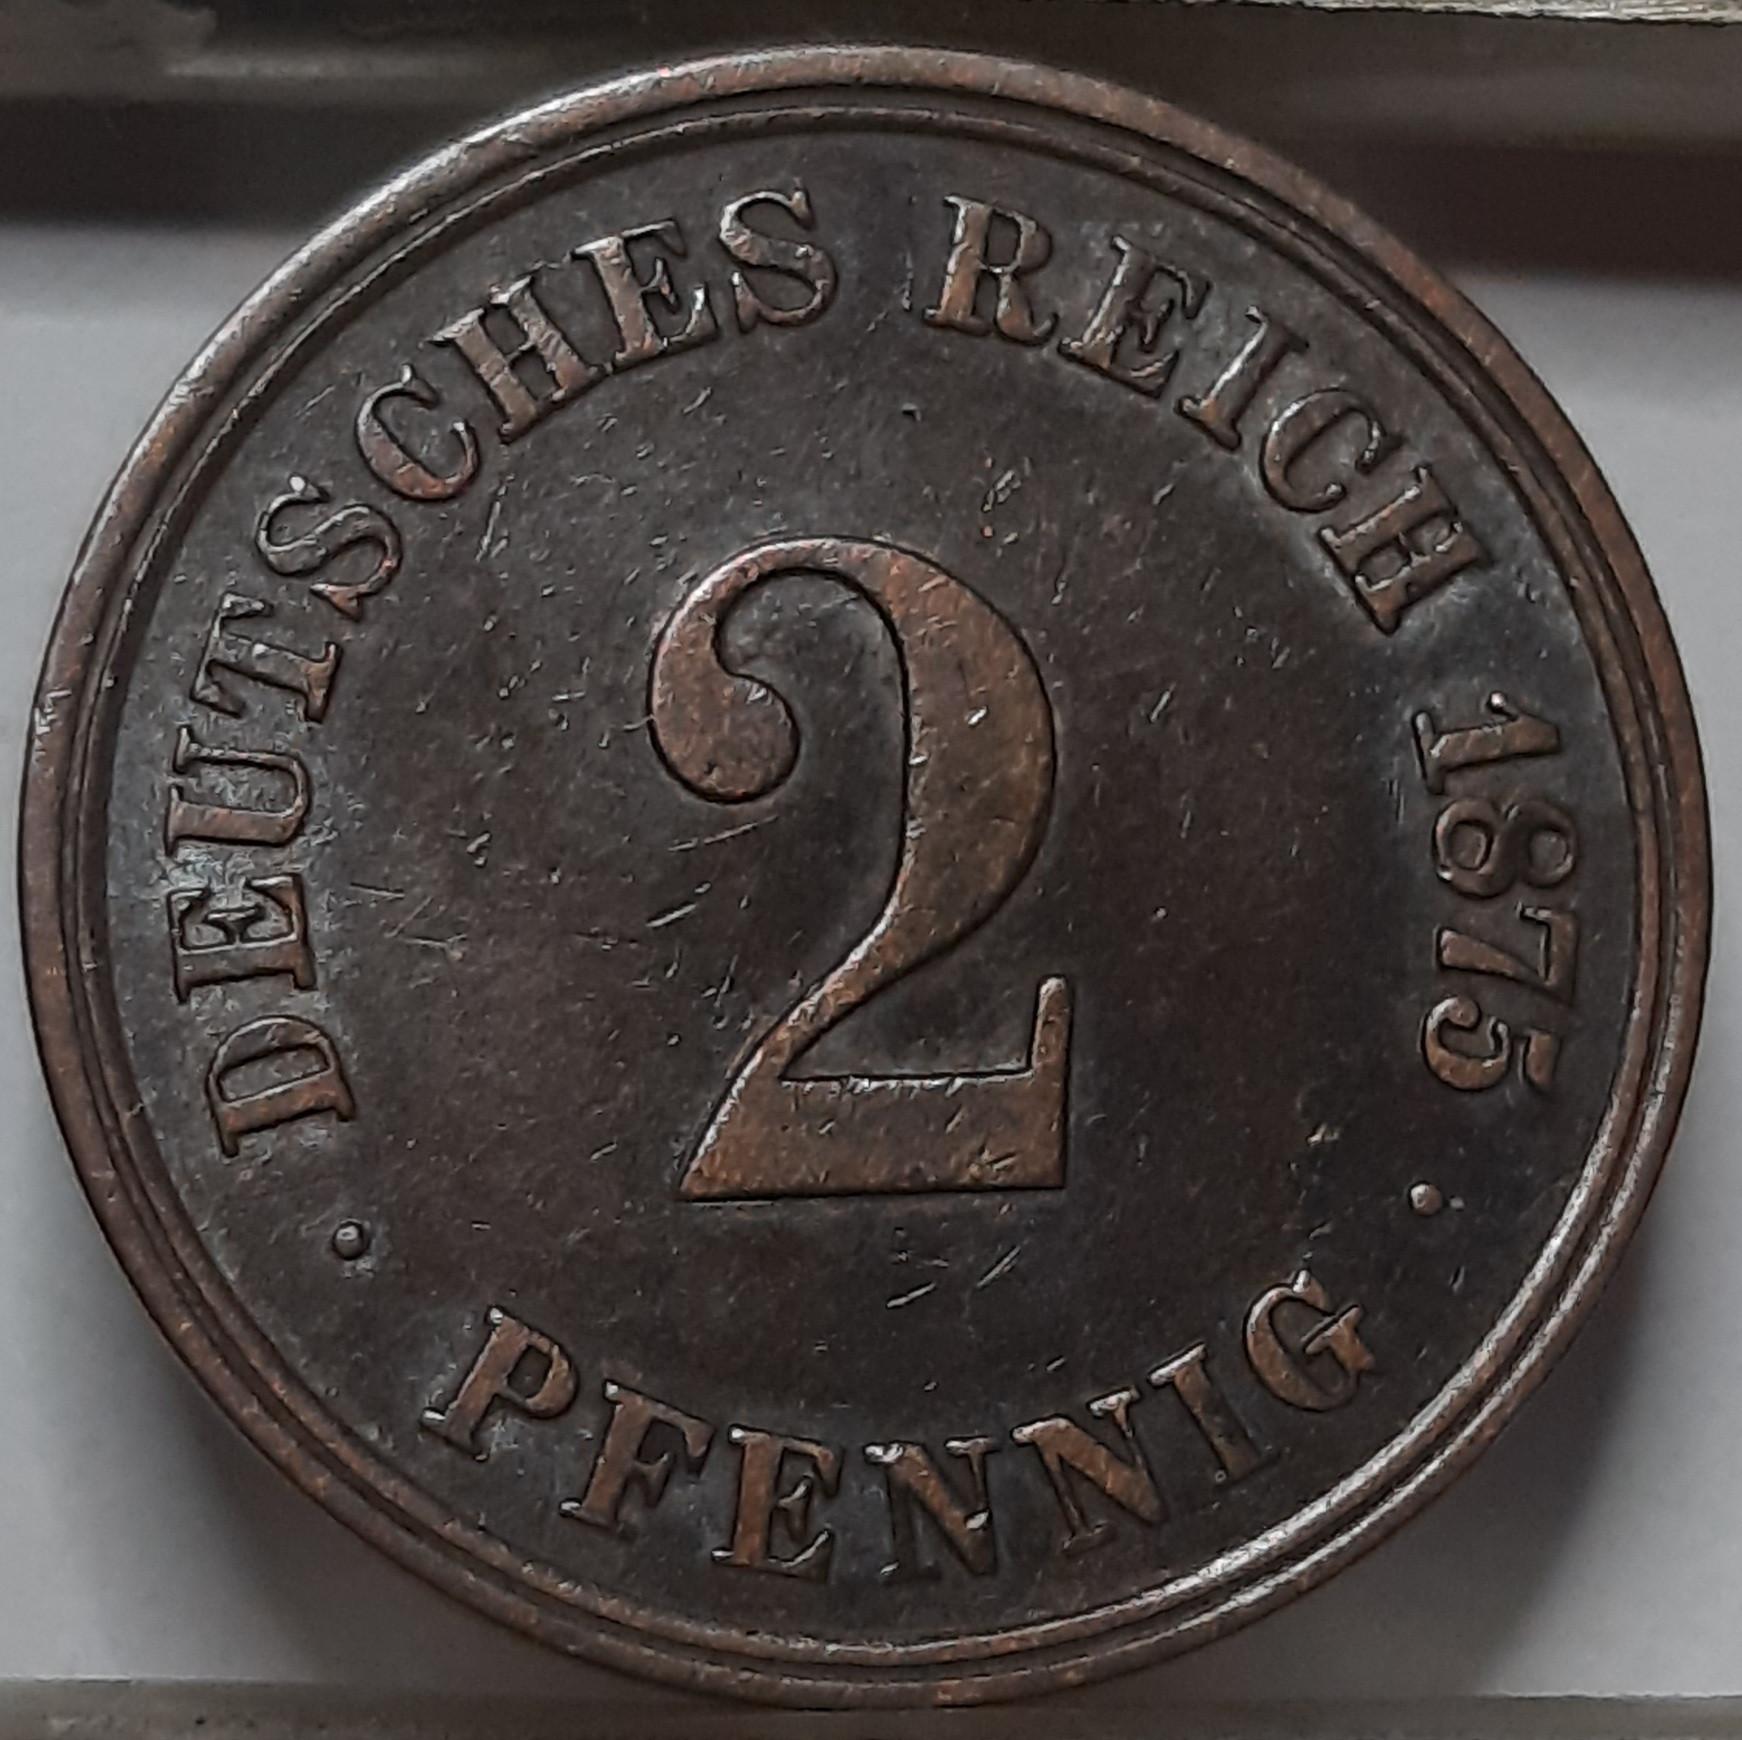 DEUTSCHES REICH 1875
2
· PFENNIG ·